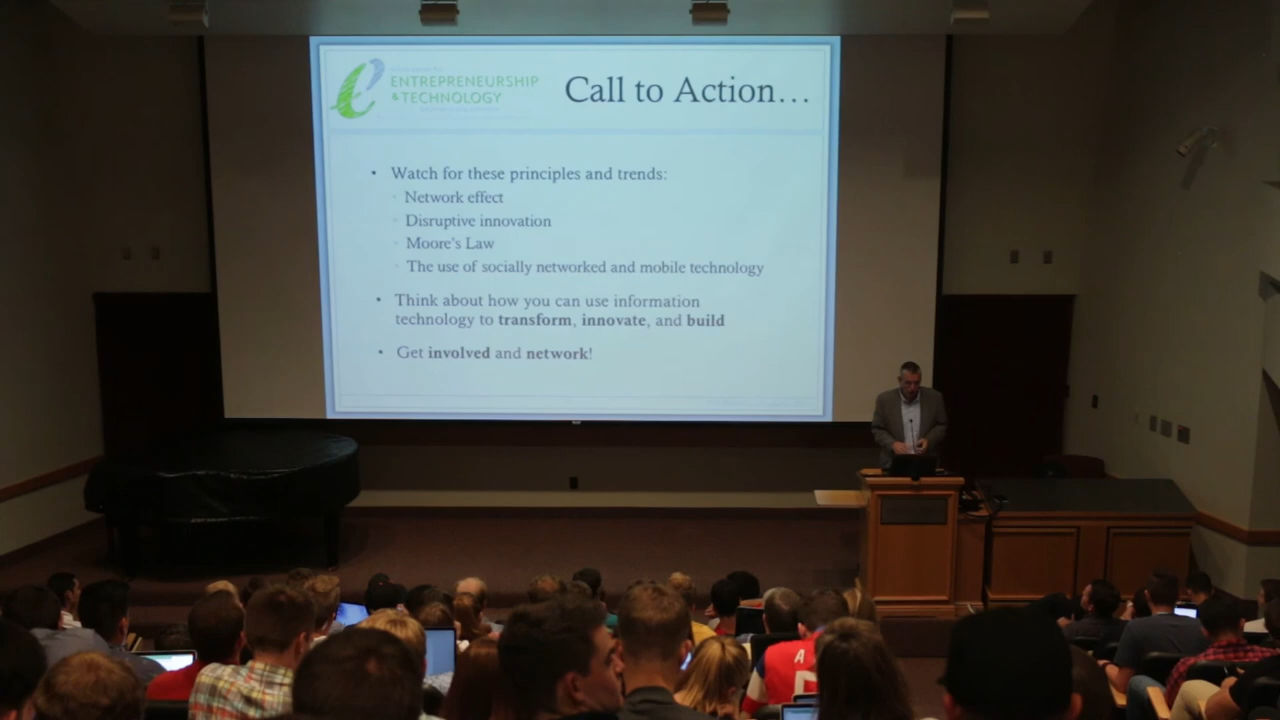 ENTREPRENEURSHIP
& TECHNOLOGY
Call to Action...
• Watch for these principles and trends:
Network effect
Disruptive innovation
Moore's Law
The use of socially networked and mobile technology
• Think about how you can use information
technology to transform, innovate, and build
• Get involved and network!
A